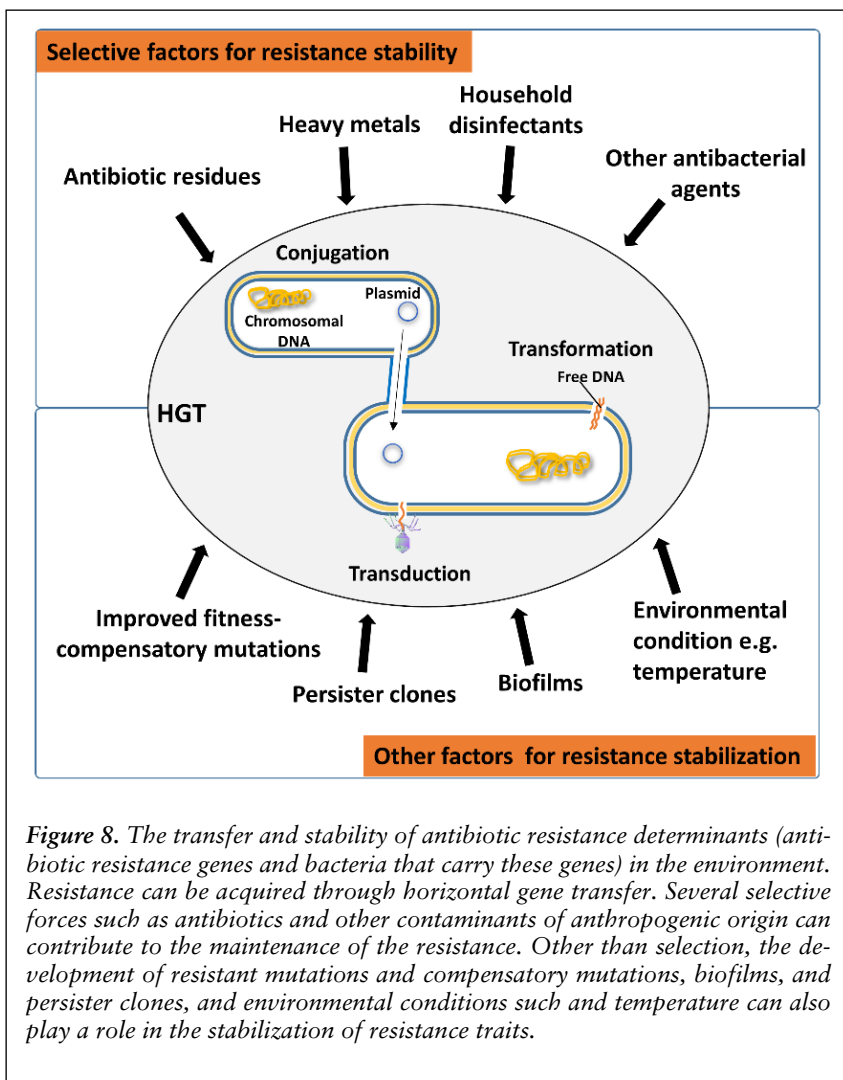 Selective factors for resistance stability
Household
disinfectants
Heavy metals
Other antibacterial
agents
Antibiotic residues
Conjugation
Plasmid
Chromosomal
DNA
Transformation
Free DNA
HGT
Transduction
Improved fitness-
compensatory mutations
Persister clones
Biofilms
Environmental
condition e.g.
temperature
Other factors for resistance stabilization
Figure 8. The transfer and stability of antibiotic resistance determinants (anti-
biotic resistance genes and bacteria that carry these genes) in the environment.
Resistance can be acquired through horizontal gene transfer. Several selective
forces such as antibiotics and other contaminants of anthropogenic origin can
contribute to the maintenance of the resistance. Other than selection, the de-
velopment of resistant mutations and compensatory mutations, biofilms, and
persister clones, and environmental conditions such and temperature can also
play a role in the stabilization of resistance traits.